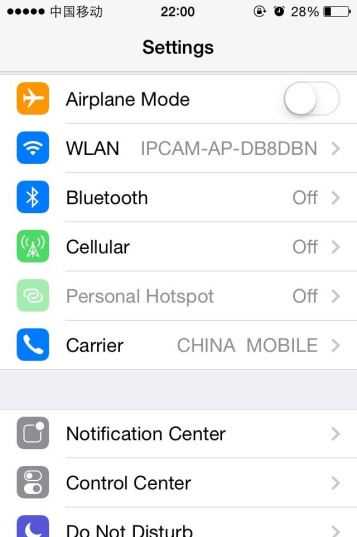 中国移动 22:00 28%
Settings
Airplane Mode
WLAN IPCAM-AP-DB8DBN
Bluetooth Off
Cellular Off
Personal Hotspot Off
Carrier CHINA MOBILE
Notification Center
Control Center
Do Not Disturb